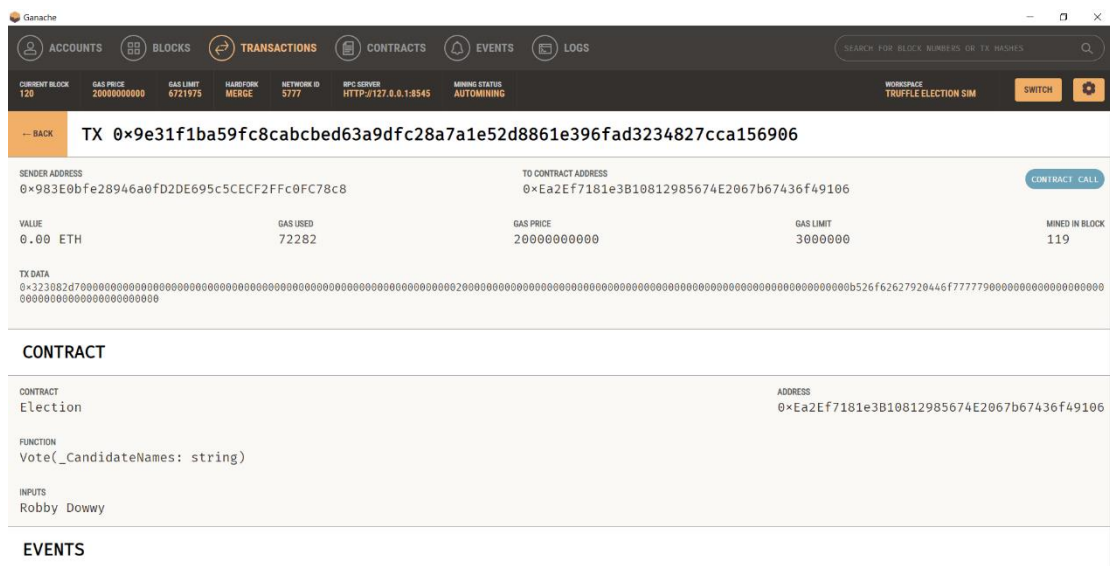 Ganache
ACCOUNTS BLOCKS TRANSACTIONS CONTRACTS EVENTS LOGS SEARCH FOR BLOCK NUMBERS OR TX HASHES
CURRENT BLOCK GAS PRICE GAS LIMIT HARDFORK NETWORK ID RPC SERVER MINING STATUS WORKSPACE
120 20000000000 6721975 MERGE 5777 HTTP://127.0.0.1:8545 AUTOMINING TRUFFLE ELECTION SIM SWITCH
← BACK TX 0×9e31f1ba59fc8cabcbed63a9dfc28a7a1e52d8861e396fad3234827cca156906
SENDER ADDRESS TO CONTRACT ADDRESS
0×983E0bfe28946a0fD2DE695c5CECF2FFc0FC78c8 0×Ea2Ef7181e3B10812985674E2067b67436f49106 CONTRACT CALL
VALUE GAS USED GAS PRICE GAS LIMIT MINED IN BLOCK
0.00 ETH 72282 20000000000 3000000 119
TX DATA
CONTRACT
CONTRACT ADDRESS
Election 0×Ea2Ef7181e3B10812985674E2067b67436f49106
FUNCTION
Vote(_CandidateNames: string)
INPUTS
Robby Dowwy
EVENTS